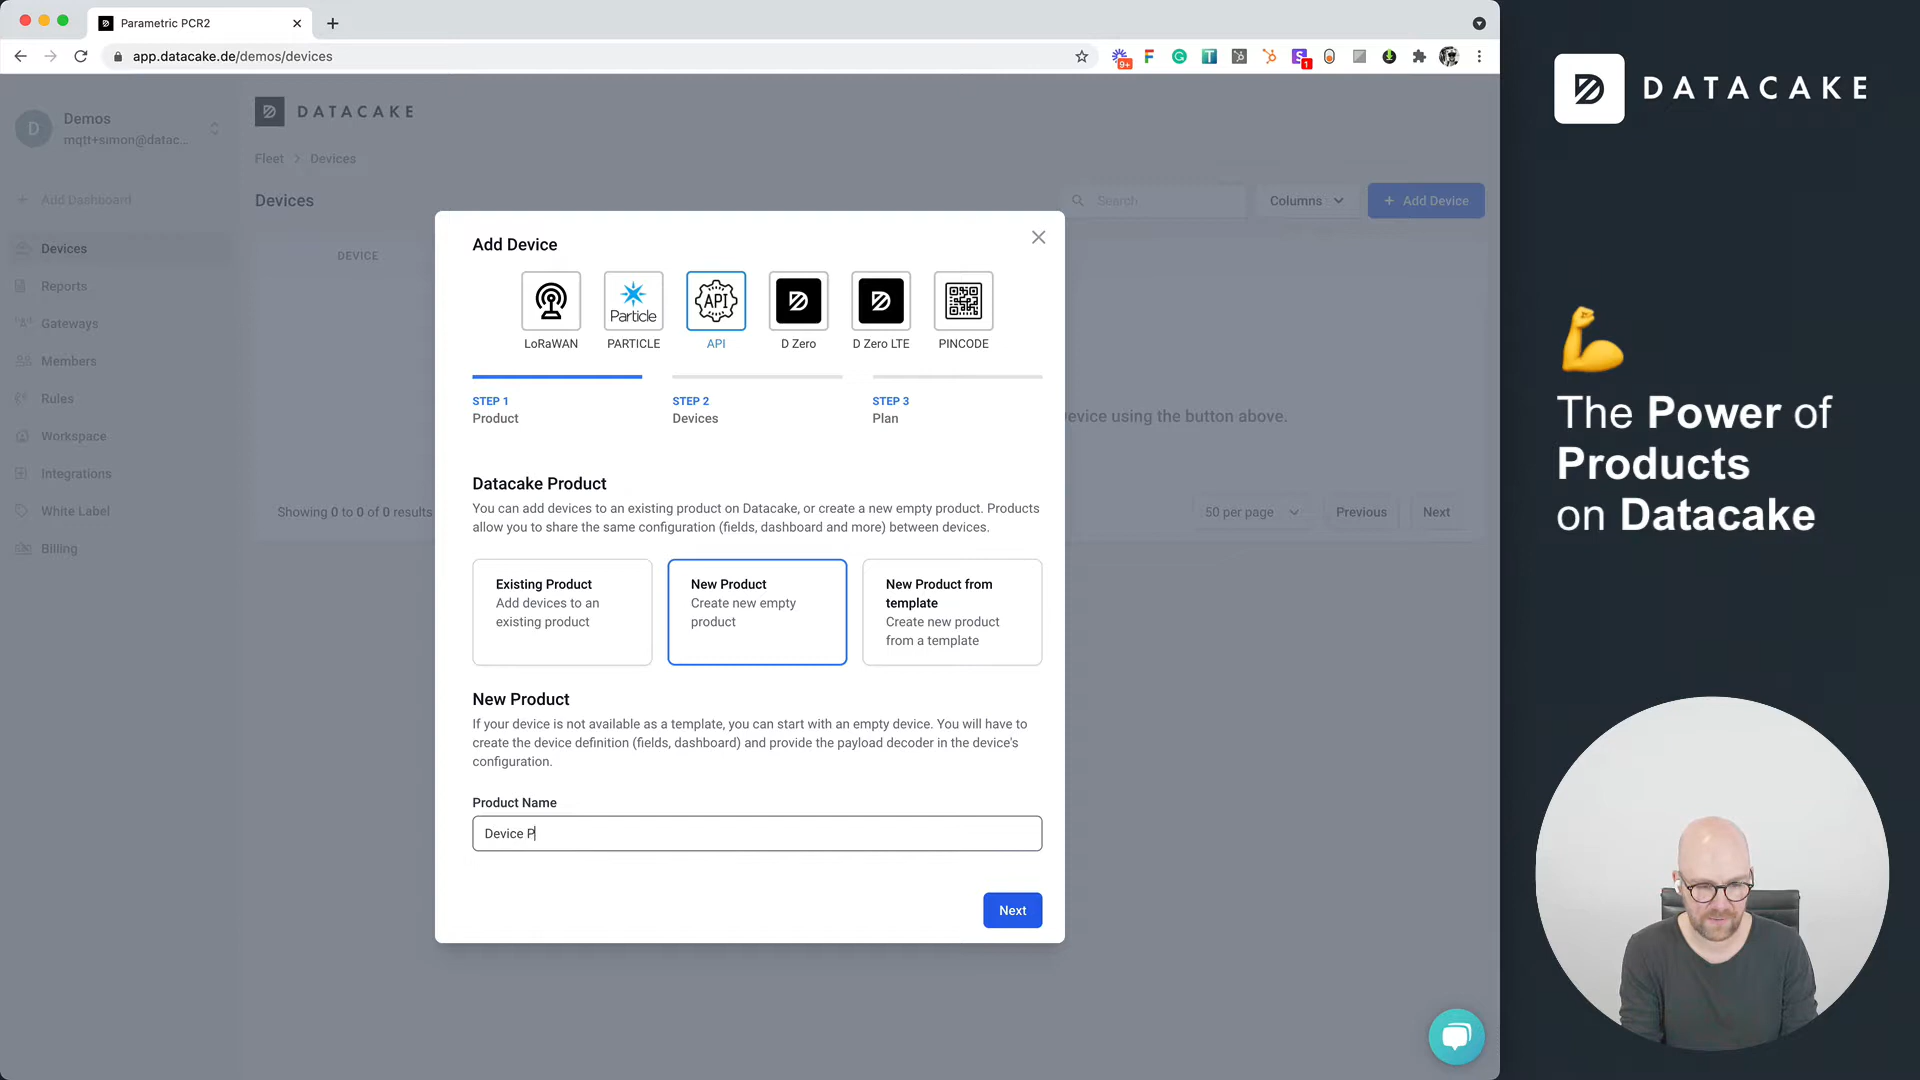 Parametric PCR2
app.datacake.de/demos/devices
9+
1
D
Demos
mqtt+simon@datac...
Add Dashboard
Devices
Reports
Gateways
Members
Rules
Workspace
Integrations
White Label
Billing
DATACAKE
Fleet > Devices
Devices
Search
Columns
+ Add Device
DEVICE
evice using the button above.
Showing 0 to 0 of 0 results
50 per page
Previous
Next
Add Device
API
Particle
LoRaWAN
PARTICLE
API
D Zero
D Zero LTE
PINCODE
STEP 1
Product
STEP 2
Devices
STEP 3
Plan
Datacake Product
You can add devices to an existing product on Datacake, or create a new empty product. Products
allow you to share the same configuration (fields, dashboard and more) between devices.
Existing Product
Add devices to an
existing product
New Product
Create new empty
product
New Product from
template
Create new product
from a template
New Product
If your device is not available as a template, you can start with an empty device. You will have to
create the device definition (fields, dashboard) and provide the payload decoder in the device's
configuration.
Product Name
Device P
Next
DATACAKE
The Power of
Products
on Datacake